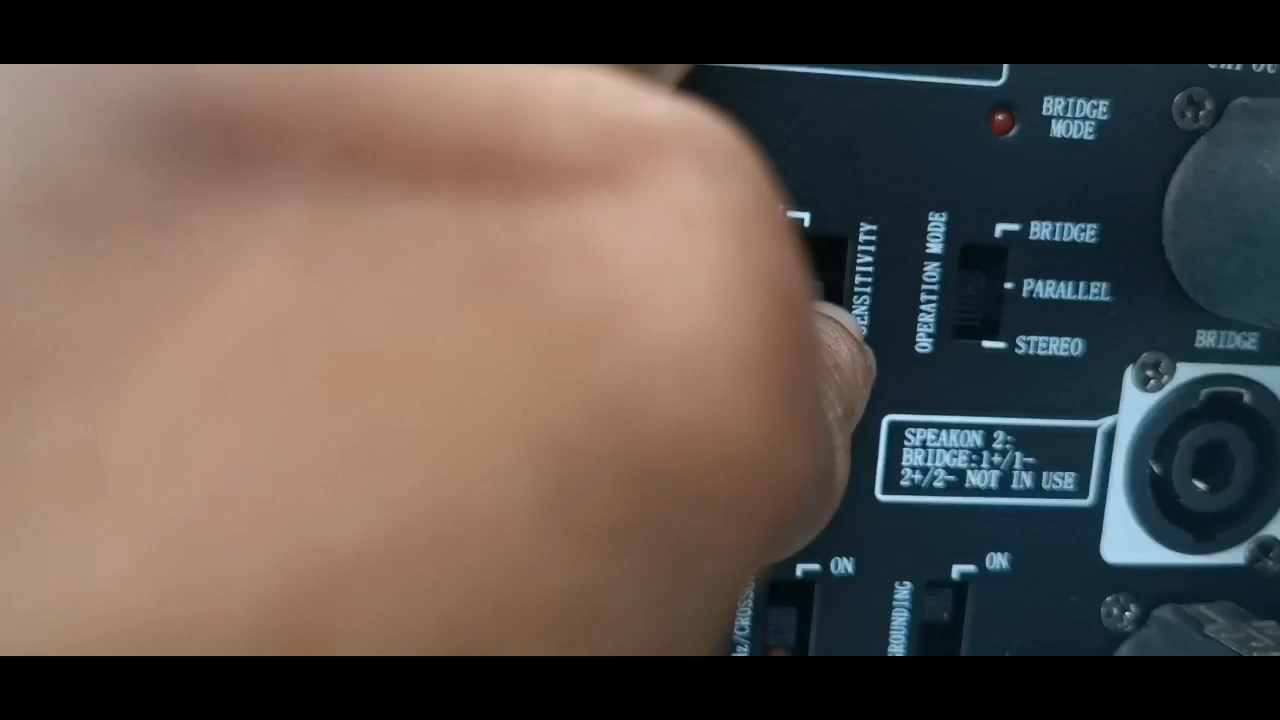 BRIDGE
MODE
SENSITIVITY
OPERATION MODE
BRIDGE
PARALLEL
STEREO
BRIDGE
SPEAKON 2:
BRIDGE:1+/1-
2+/2- NOT IN USE
ON
ON